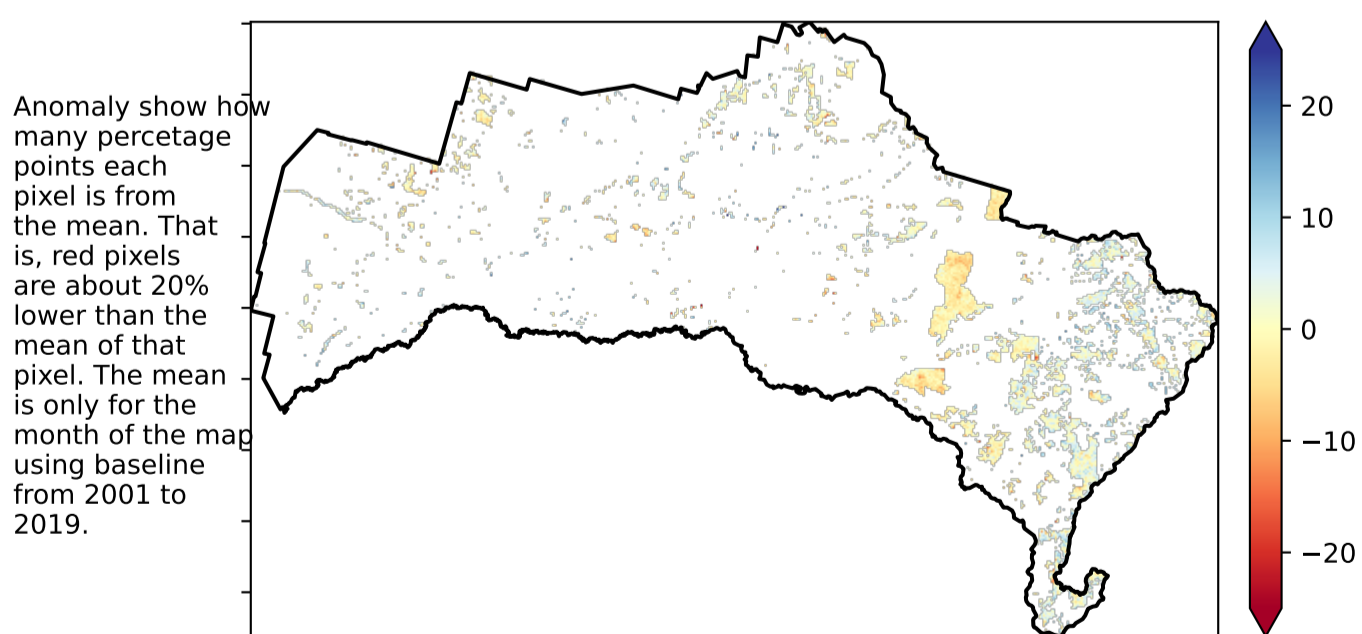 Anomaly show how
many percetage
points each
pixel is from
the mean. That
is, red pixels
are about 20%
lower than the
mean of that
pixel. The mean
is only for the
month of the map
using baseline
from 2001 to
2019.
20
10
0
−10
−20